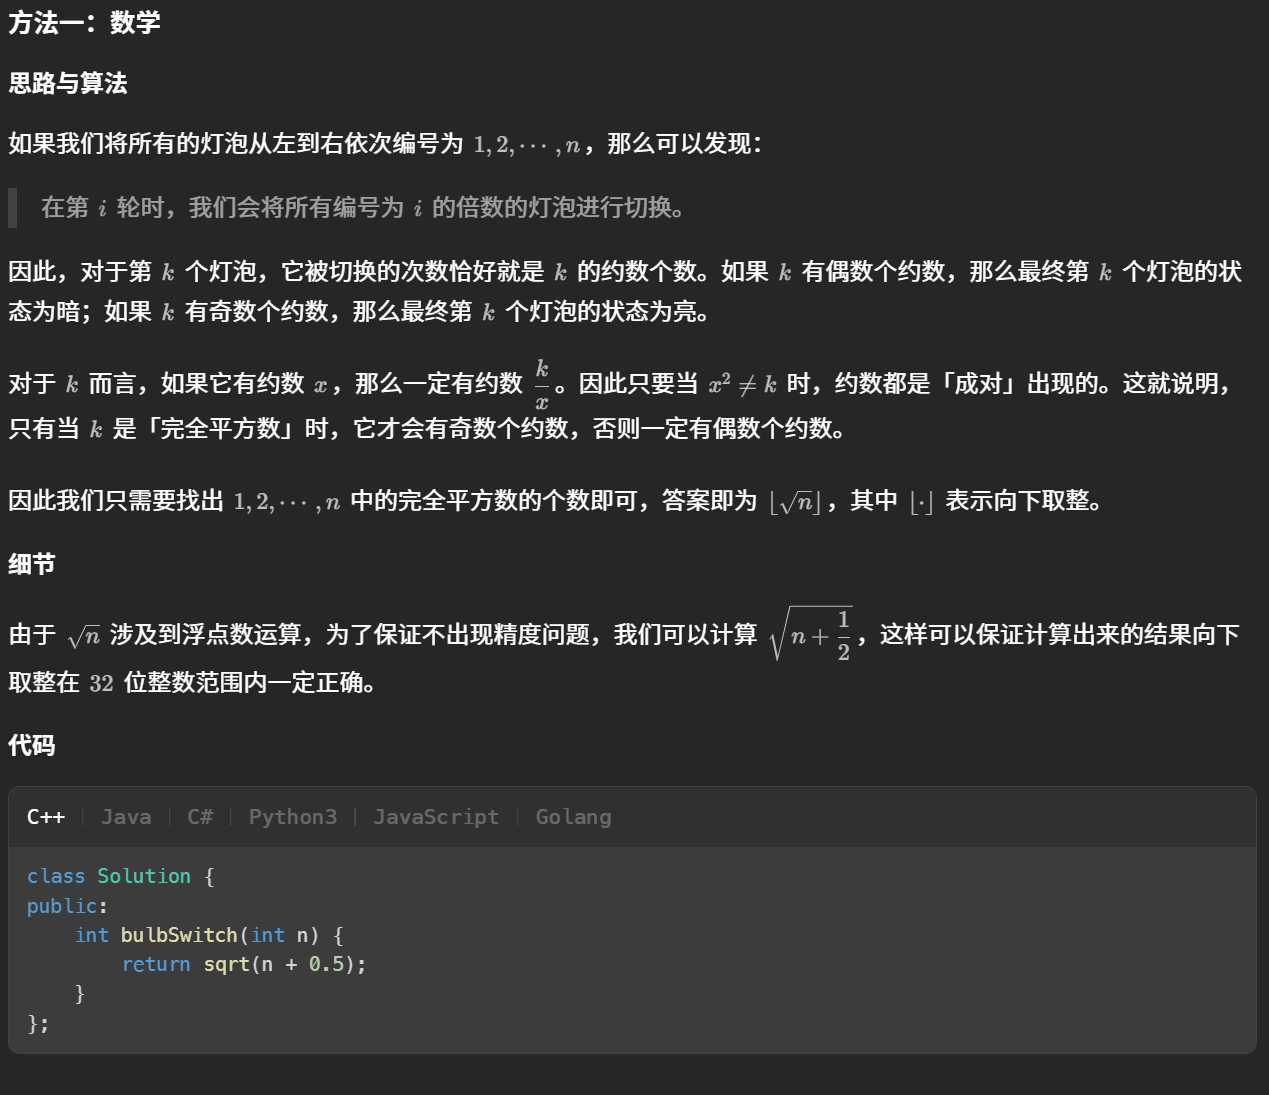 方法一：数学
思路与算法
如果我们将所有的灯泡从左到右依次编号为 1, 2, ⋯ , n，那么可以发现：
在第 i 轮时，我们会将所有编号为 i 的倍数的灯泡进行切换。
因此，对于第 k 个灯泡，它被切换的次数恰好就是 k 的约数个数。如果 k 有偶数个约数，那么最终第 k 个灯泡的状
态为暗；如果 k 有奇数个约数，那么最终第 k 个灯泡的状态为亮。
对于 k 而言，如果它有约数 x，那么一定有约数 k/x。因此只要当 x² ≠ k 时，约数都是「成对」出现的。这就说明，
只有当 k 是「完全平方数」时，它才会有奇数个约数，否则一定有偶数个约数。
因此我们只需要找出 1, 2, ⋯ , n 中的完全平方数的个数即可，答案即为 ⌊√n⌋，其中 ⌊·⌋ 表示向下取整。
细节
由于 √n 涉及到浮点数运算，为了保证不出现精度问题，我们可以计算 √(n + 1/2)，这样可以保证计算出来的结果向下
取整在 32 位整数范围内一定正确。
代码
C++ | Java | C# | Python3 | JavaScript | Golang
class Solution {
public:
    int bulbSwitch(int n) {
        return sqrt(n + 0.5);
    }
};